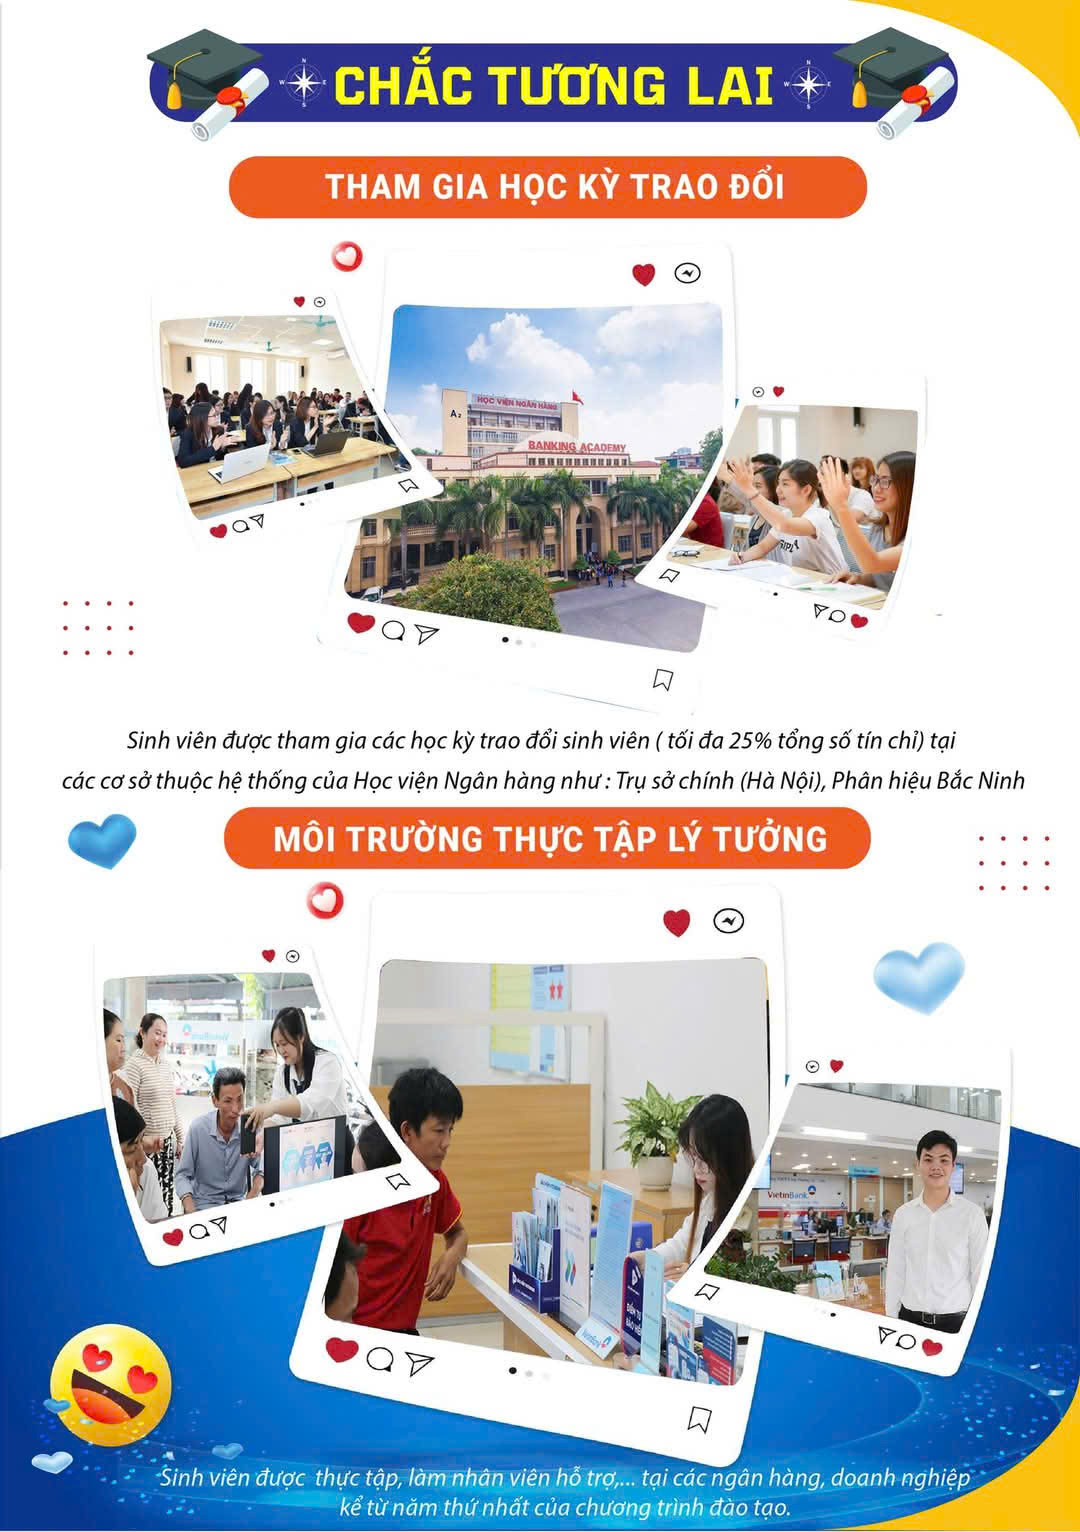 CHẮC TƯƠNG LAI
THAM GIA HỌC KỲ TRAO ĐỔI
A2
HỌC VIỆN NGÂN HÀNG
BANKING ACADEMY
Sinh viên được tham gia các học kỳ trao đổi sinh viên ( tối đa 25% tổng số tín chỉ) tại
các cơ sở thuộc hệ thống của Học viện Ngân hàng như : Trụ sở chính (Hà Nội), Phân hiệu Bắc Ninh
MÔI TRƯỜNG THỰC TẬP LÝ TƯỞNG
VietinBank
VietinBank
Sinh viên được thực tập, làm nhân viên hỗ trợ,... tại các ngân hàng, doanh nghiệp
kể từ năm thứ nhất của chương trình đào tạo.